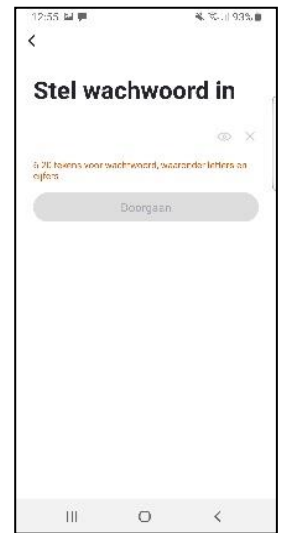 12:55
93%
Stel wachwoord in
6-20 tekens voor wachtwoord, waaronder letters en
cijfers
Doorgaan